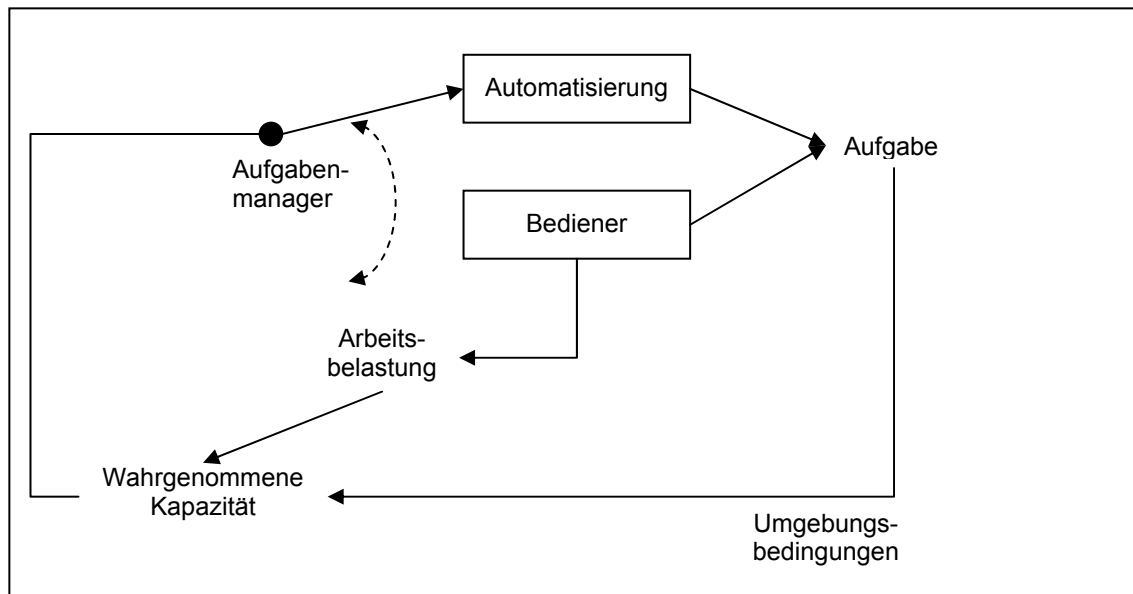 Automatisierung
Aufgabe
Aufgaben-
manager
Bediener
Arbeits-
belastung
Wahrgenommene
Kapazität
Umgebungs-
bedingungen